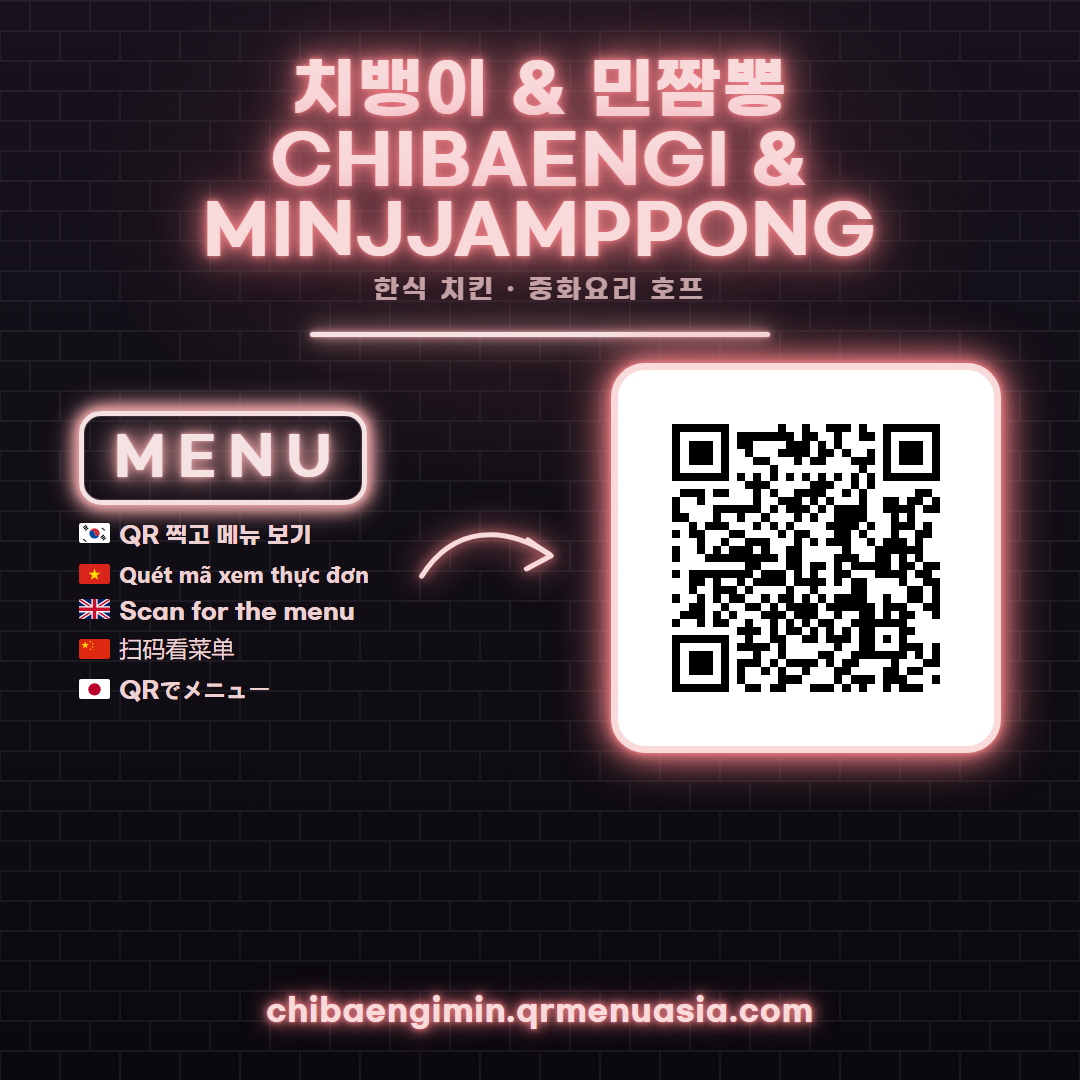 치뱅이 & 민짬뽕
CHIBAENGI &
MINJJAMPPONG
한식 치킨 · 중화요리 호프
MENU
QR 찍고 메뉴 보기
Quét mã xem thực đơn
Scan for the menu
扫码看菜单
QRでメニュー
chibaengimin.qrmenuasia.com